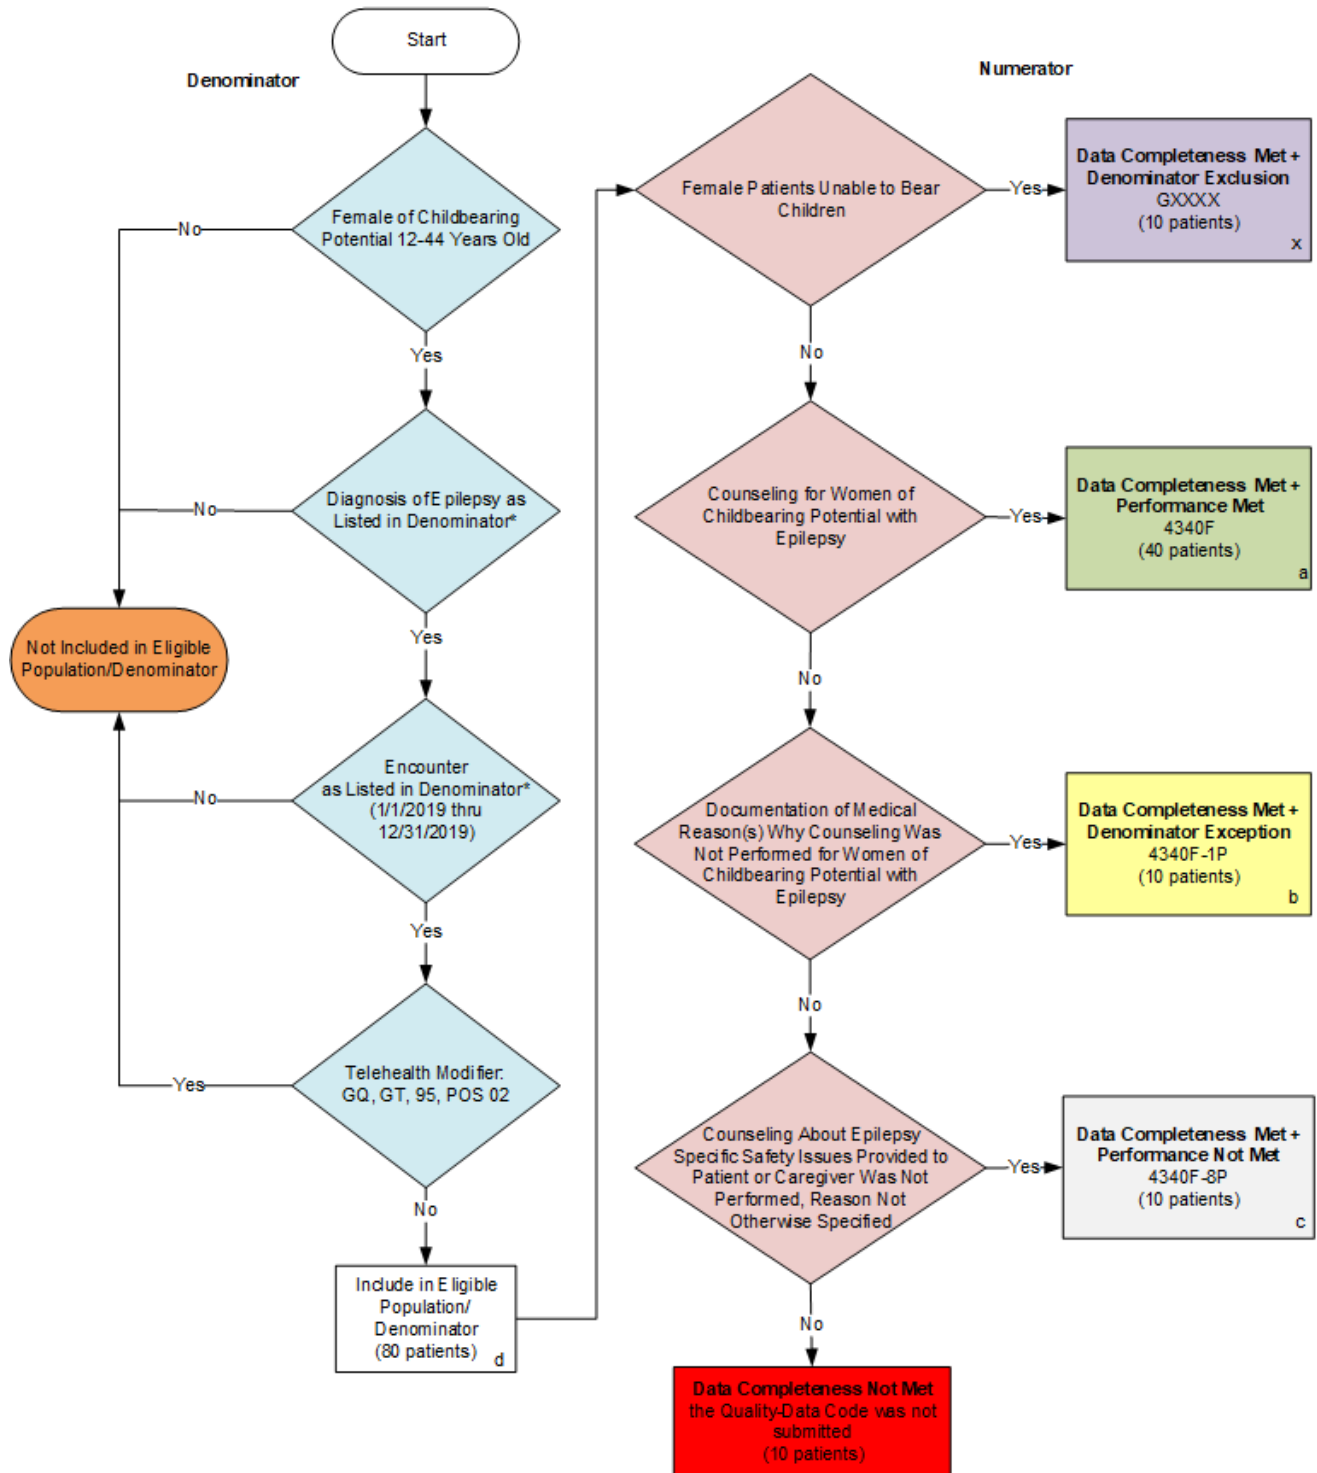 Start
Denominator
Female of Childbearing
Potential 12-44 Years Old
No
Yes
Diagnosis of Epilepsy as
Listed in Denominator*
No
Yes
Not Included in Eligible
Population/Denominator
Encounter
as Listed in Denominator*
(1/1/2019 thru
12/31/2019)
No
Yes
Telehealth Modifier:
GQ, GT, 95, POS 02
Yes
No
Include in Eligible
Population/
Denominator
(80 patients)
d
Numerator
Female Patients Unable to Bear
Children
Yes
Data Completeness Met +
Denominator Exclusion
GXXXX
(10 patients)
x
No
Counseling for Women of
Childbearing Potential with
Epilepsy
Yes
Data Completeness Met +
Performance Met
4340F
(40 patients)
a
No
Documentation of Medical
Reason(s) Why Counseling Was
Not Performed for Women of
Childbearing Potential with
Epilepsy
Yes
Data Completeness Met +
Denominator Exception
4340F-1P
(10 patients)
b
No
Counseling About Epilepsy
Specific Safety Issues Provided to
Patient or Caregiver Was Not
Performed, Reason Not
Otherwise Specified
Yes
Data Completeness Met +
Performance Not Met
4340F-8P
(10 patients)
c
No
Data Completeness Not Met
the Quality-Data Code was not
submitted
(10 patients)